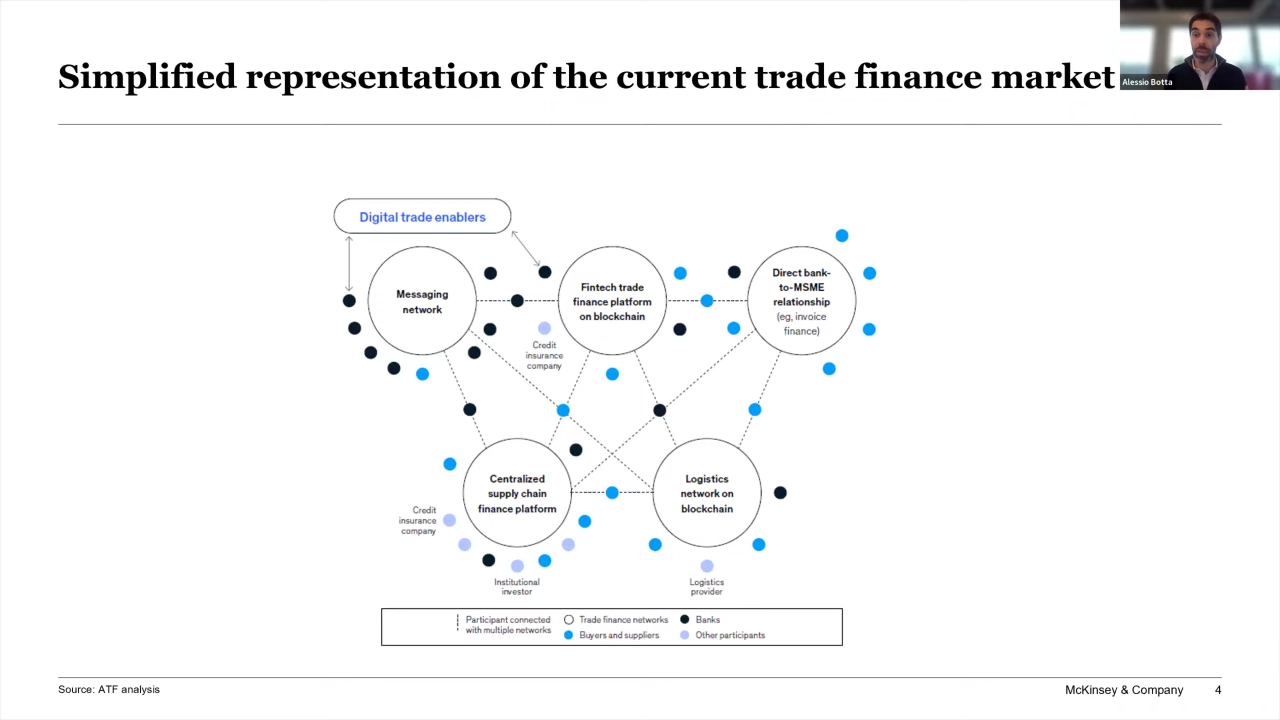 Simplified representation of the current trade finance market
Alessio Botta
Digital trade enablers
Messaging
network
Fintech trade
finance platform
on blockchain
Direct bank-
to-MSME
relationship
(eg, invoice
finance)
Credit
insurance
company
Centralized
supply chain
finance platform
Logistics
network on
blockchain
Credit
insurance
company
Institutional
investor
Logistics
provider
Participant connected
with multiple networks
Trade finance networks
Banks
Buyers and suppliers
Other participants
Source: ATF analysis
McKinsey & Company
4